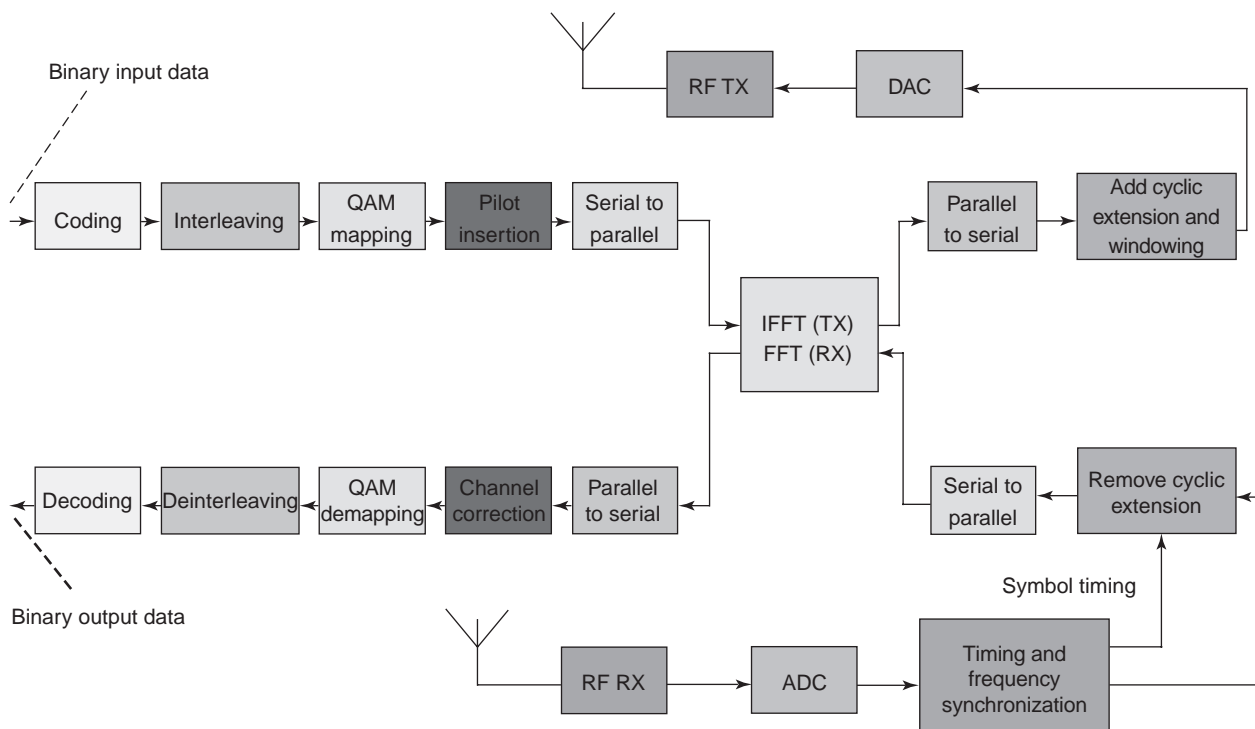 Binary input data
RF TX
DAC
Coding
Interleaving
QAM
mapping
Pilot
insertion
Serial to
parallel
Parallel
to serial
Add cyclic
extension and
windowing
IFFT (TX)
FFT (RX)
Decoding
Deinterleaving
QAM
demapping
Channel
correction
Parallel
to serial
Serial to
parallel
Remove cyclic
extension
Symbol timing
Binary output data
RF RX
ADC
Timing and
frequency
synchronization